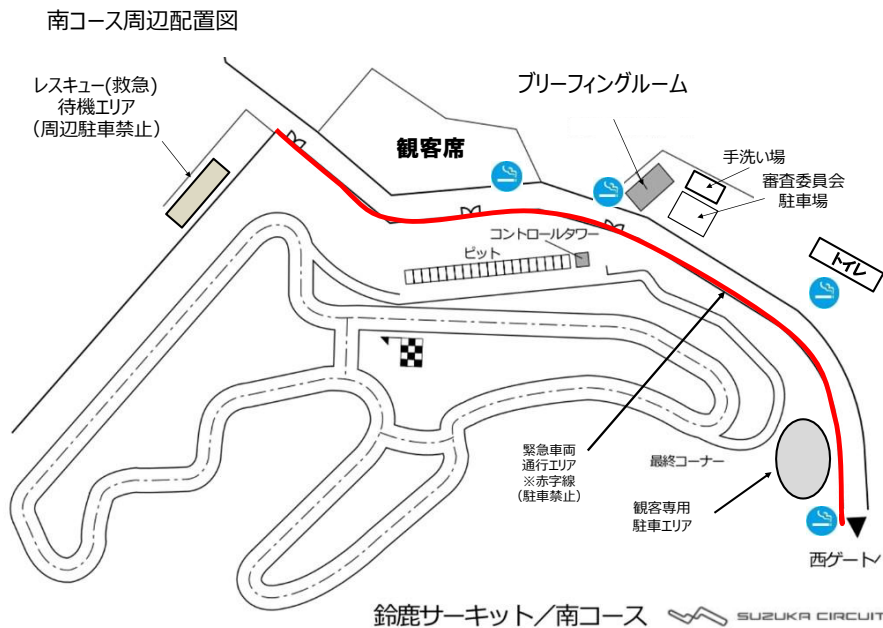 南コース周辺配置図
レスキュー(救急)
待機エリア
(周辺駐車禁止)
観客席
ブリーフィングルーム
手洗い場
審査委員会
駐車場
コントロールタワー
ピット
トイレ
緊急車両
通行エリア
※赤字線
(駐車禁止)
最終コーナー
観客専用
駐車エリア
西ゲート/
鈴鹿サーキット/南コース
SUZUKA CIRCUIT